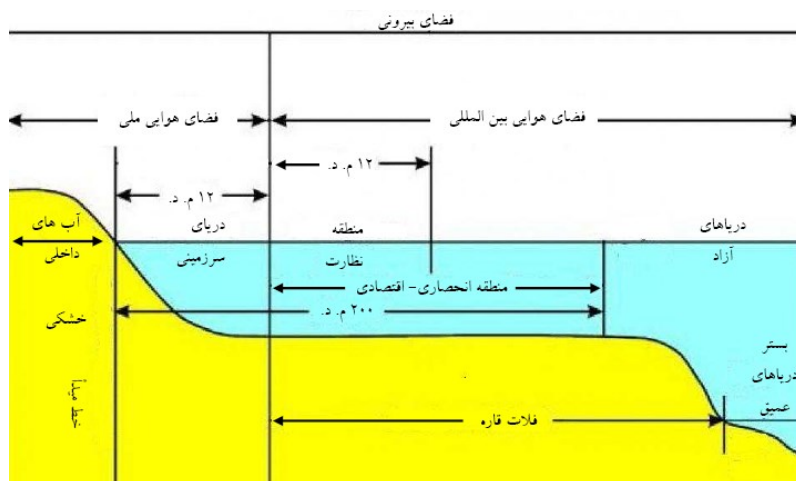 فضای بیرونی
فضای هوایی بین المللی
فضای هوایی ملی
۱۲ م. د.
۱۲ م. د.
دریاهای
آزاد
منطقه
نظارت
دریای
سرزمینی
آب های
داخلی
منطقه انحصاری- اقتصادی
۲۰۰ م. د.
خشکی
خط مبدأ
بستر
دریاهای
عمیق
فلات قاره